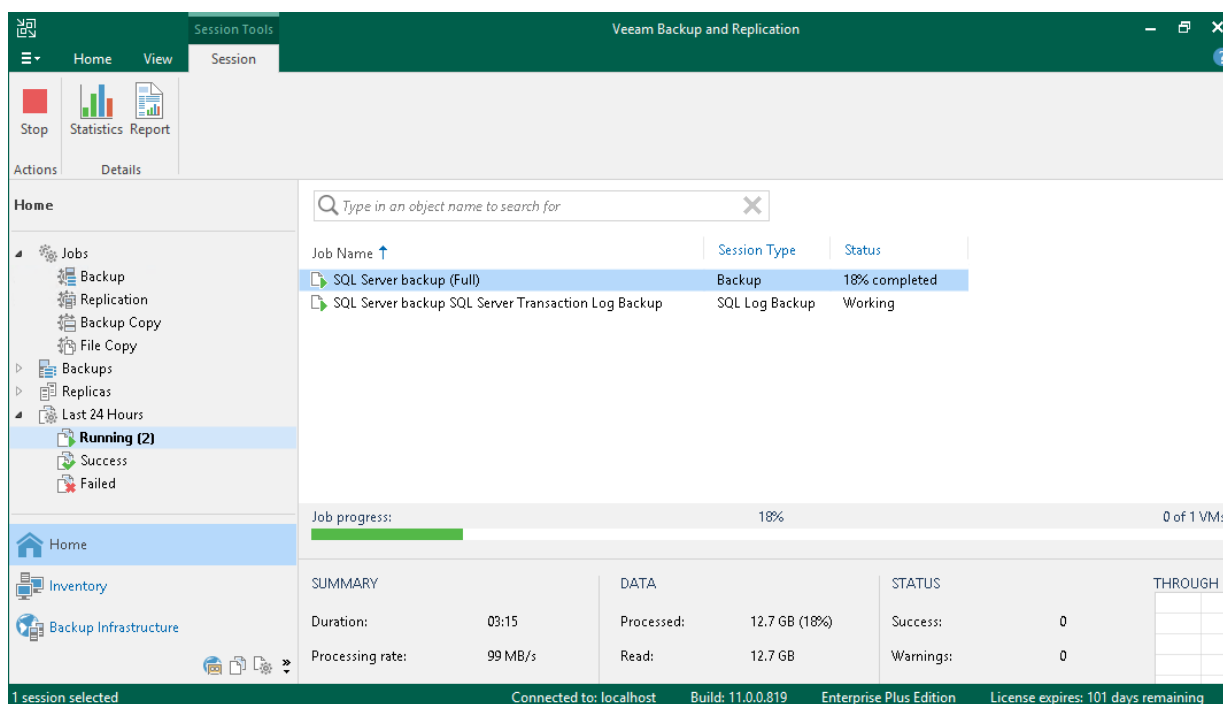 Session Tools Veeam Backup and Replication
Home View Session
Stop Statistics Report
Actions Details
Home
Type in an object name to search for
Jobs
Backup
Replication
Backup Copy
File Copy
Backups
Replicas
Last 24 Hours
Running (2)
Success
Failed
Job Name Session Type Status
SQL Server backup (Full) Backup 18% completed
SQL Server backup SQL Server Transaction Log Backup SQL Log Backup Working
Job progress: 18% 0 of 1 VMs
Home
Inventory
Backup Infrastructure
SUMMARY DATA STATUS THROUGH
Duration: 03:15 Processed: 12.7 GB (18%) Success: 0
Processing rate: 99 MB/s Read: 12.7 GB Warnings: 0
1 session selected Connected to: localhost Build: 11.0.0.819 Enterprise Plus Edition License expires: 101 days remaining